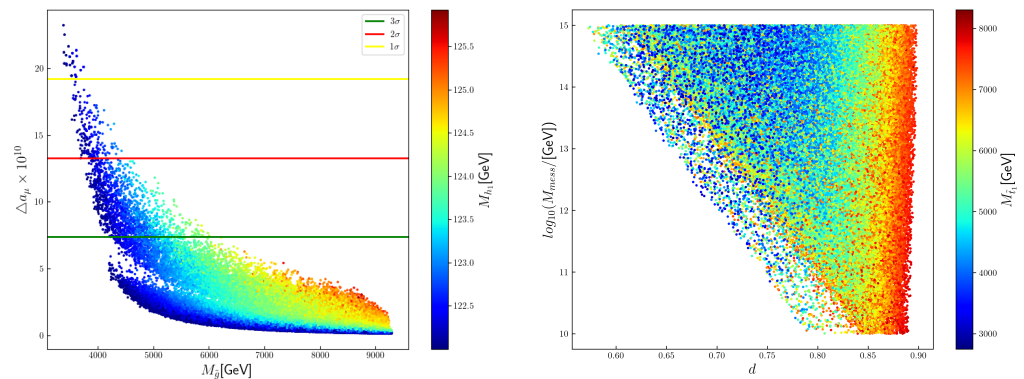 3σ
2σ
1σ
20
15
10
5
0
△a_μ × 10^10
4000 5000 6000 7000 8000 9000
M_g̃[GeV]
125.5
125.0
124.5
124.0
123.5
123.0
122.5
M_h₁[GeV]
15
14
13
12
11
10
log₁₀(M_mess/[GeV])
0.60 0.65 0.70 0.75 0.80 0.85 0.90
d
8000
7000
6000
5000
4000
3000
M_t̃₁[GeV]